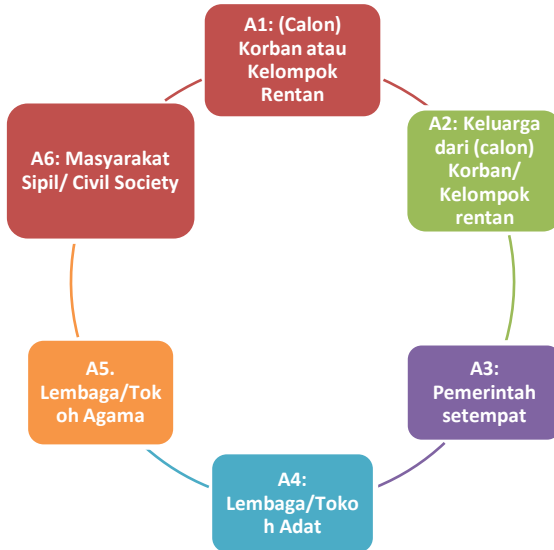 A1: (Calon)
Korban atau
Kelompok
Rentan
A2: Keluarga
dari (calon)
Korban/
Kelompok
rentan
A3:
Pemerintah
setempat
A4:
Lembaga/Toko
h Adat
A5.
Lembaga/Tok
oh Agama
A6: Masyarakat
Sipil/ Civil Society